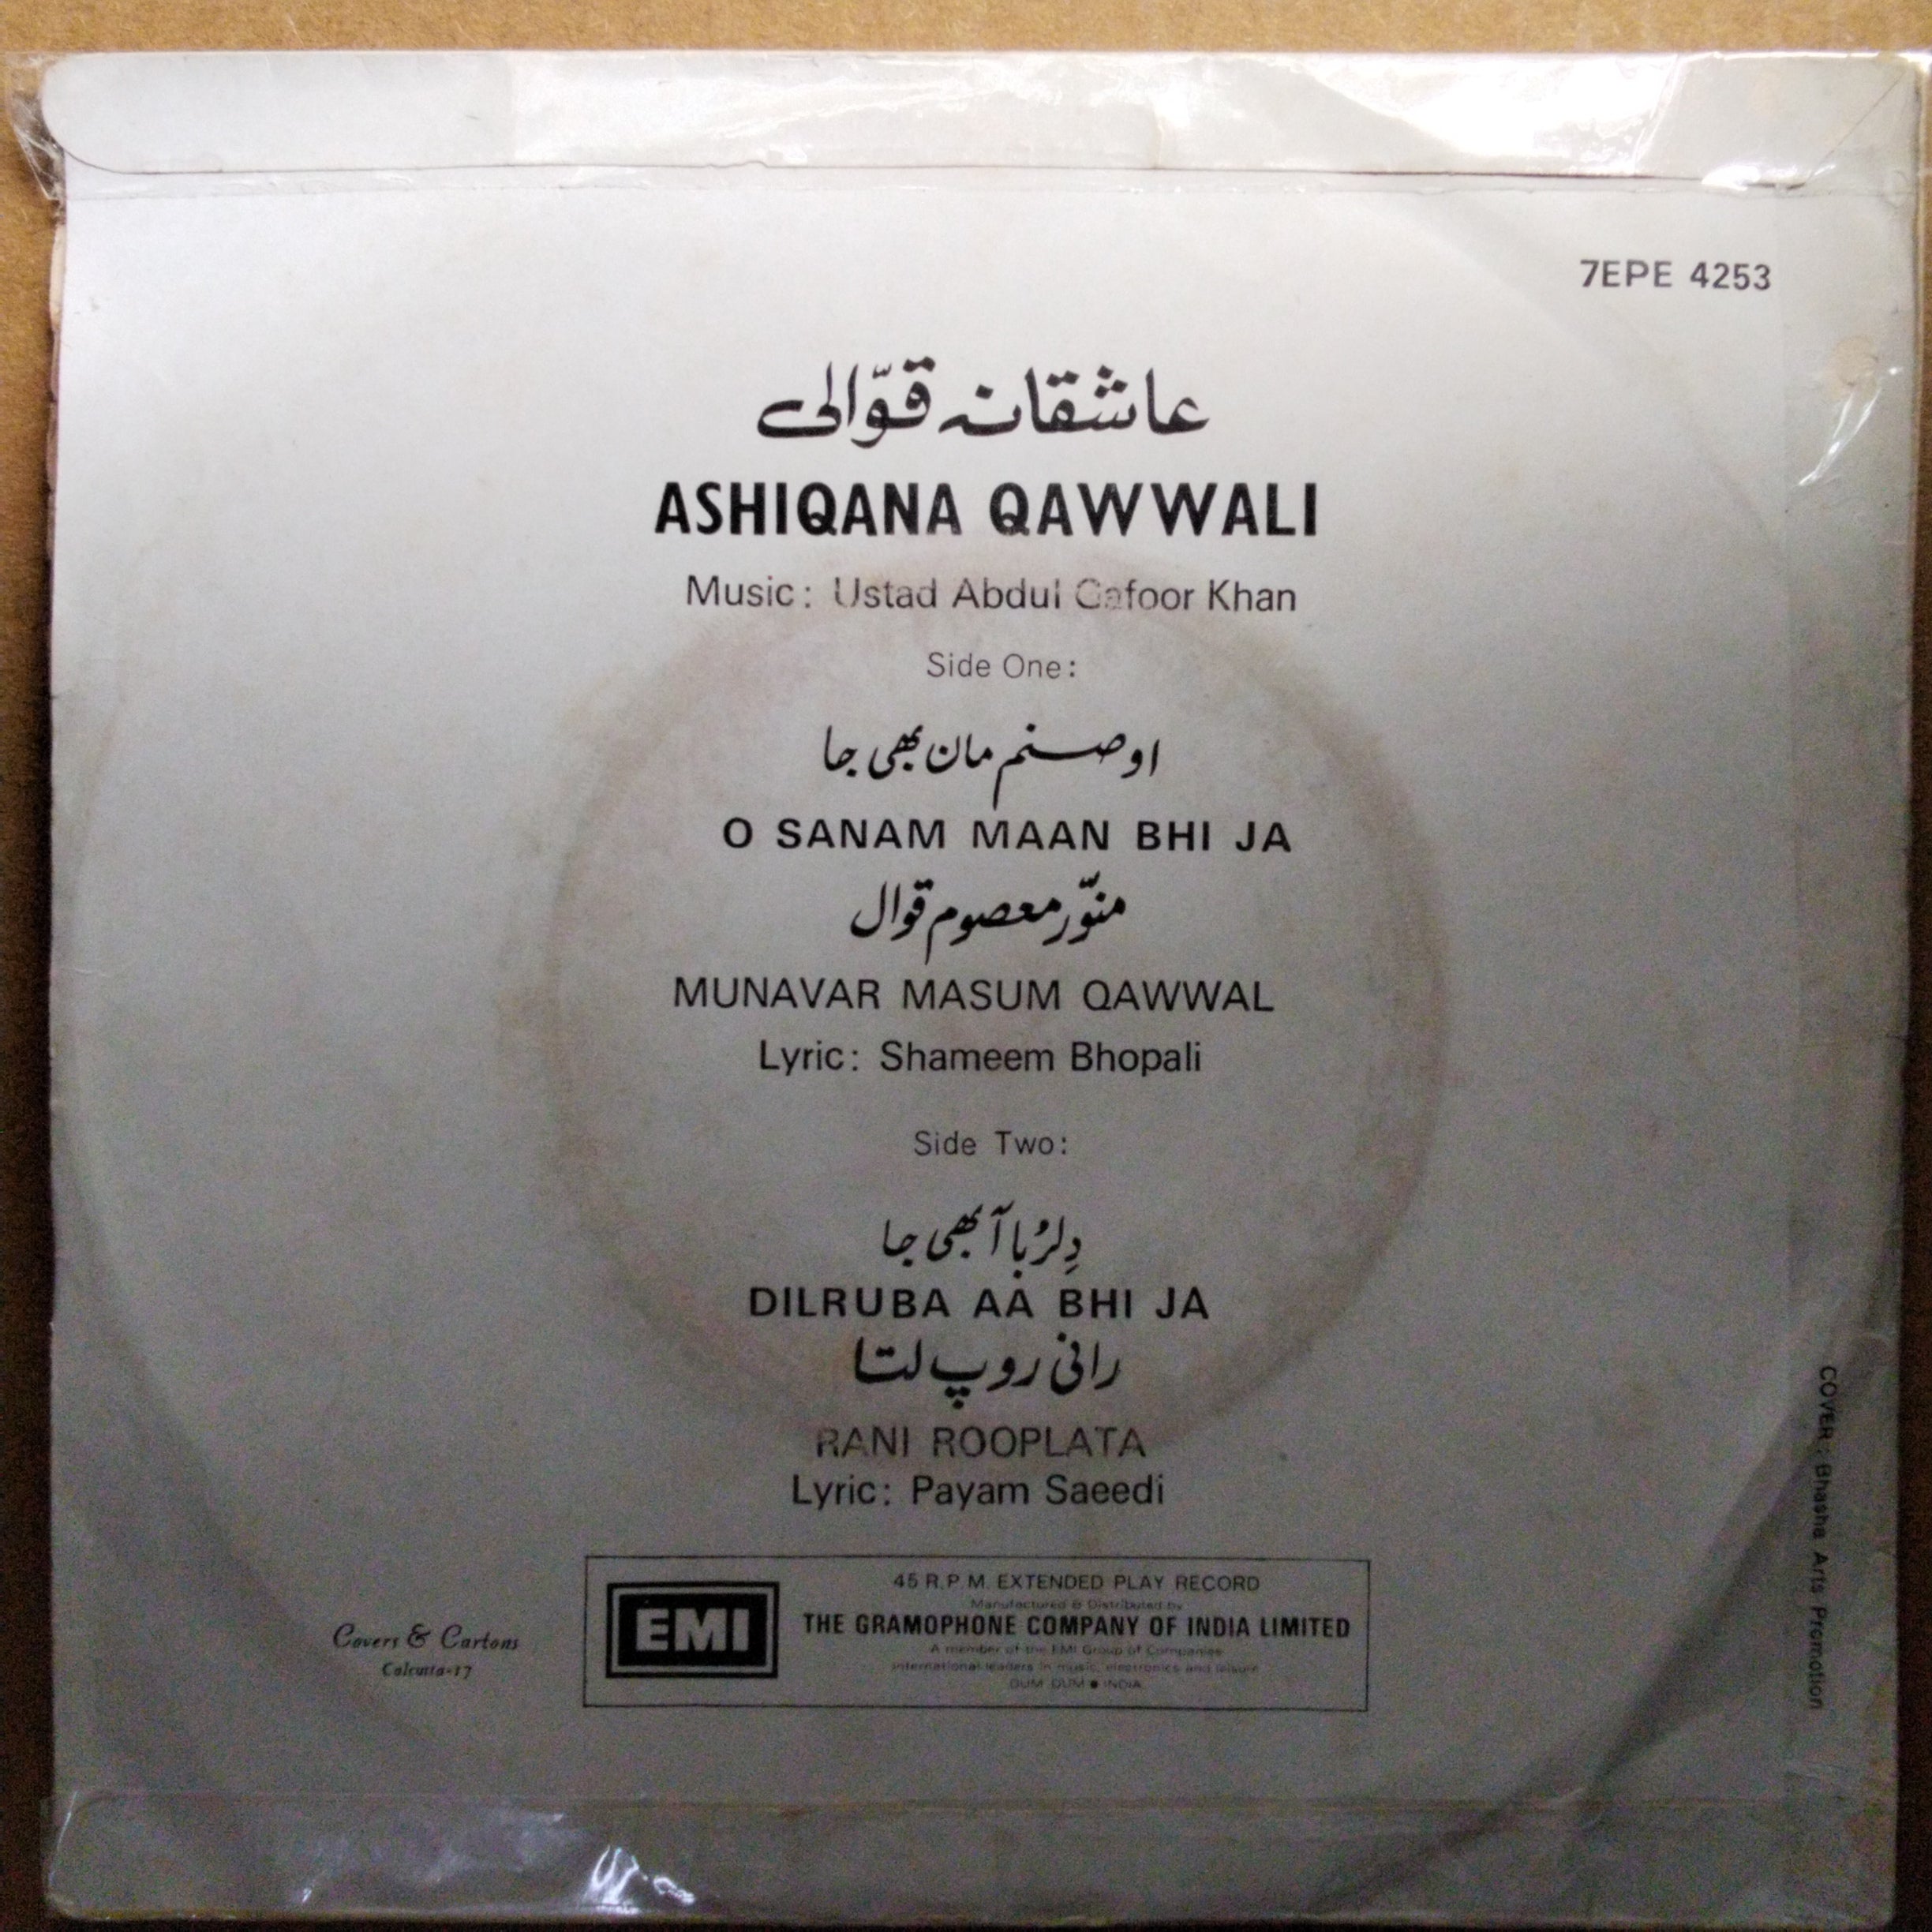 7EPE 4253
عاشقانہ قوّالی
ASHIQANA QAWWALI
Music: Ustad Abdul Gafoor Khan
Side One:
او صنم مان بھی جا
O SANAM MAAN BHI JA
منوّر معصوم قوال
MUNAVAR MASUM QAWWAL
Lyric: Shameem Bhopali
Side Two:
دِلرُبا آ بھی جا
DILRUBA AA BHI JA
رانی روپ لتا
RANI ROOPLATA
Lyric: Payam Saeedi
EMI
45 R.P.M. EXTENDED PLAY RECORD
Manufactured & Distributed by
THE GRAMOPHONE COMPANY OF INDIA LIMITED
A member of the EMI Group of Companies
International leaders in music, electronics and leisure
DUM DUM ● INDIA
Covers & Cartons
Calcutta-17
COVER: Bhasha Arts Promotion